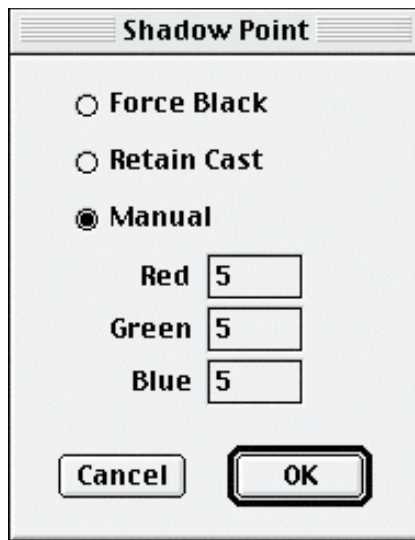 Shadow Point
Force Black
Retain Cast
Manual
Red 5
Green 5
Blue 5
Cancel OK